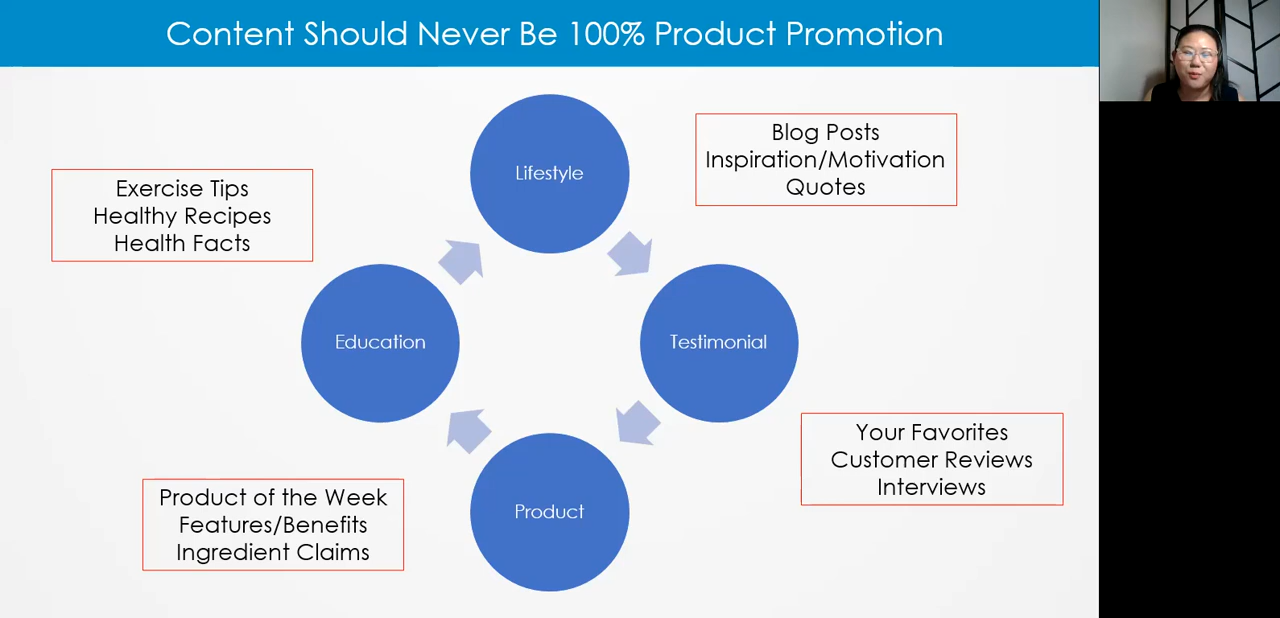 Content Should Never Be 100% Product Promotion
Lifestyle
Blog Posts
Inspiration/Motivation
Quotes
Exercise Tips
Healthy Recipes
Health Facts
Education
Testimonial
Your Favorites
Customer Reviews
Interviews
Product of the Week
Features/Benefits
Ingredient Claims
Product